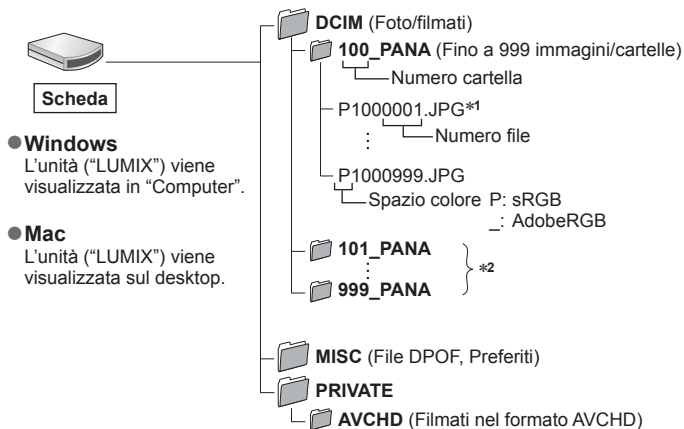 DCIM (Foto/filmati)
100_PANA (Fino a 999 immagini/cartelle)
Numero cartella
Scheda
P1000001.JPG*1
Numero file
●Windows
L'unità ("LUMIX") viene
visualizzata in "Computer".
P1000999.JPG
Spazio colore P: sRGB
_: AdobeRGB
●Mac
L'unità ("LUMIX") viene
visualizzata sul desktop.
101_PANA
*2
999_PANA
MISC (File DPOF, Preferiti)
PRIVATE
AVCHD (Filmati nel formato AVCHD)